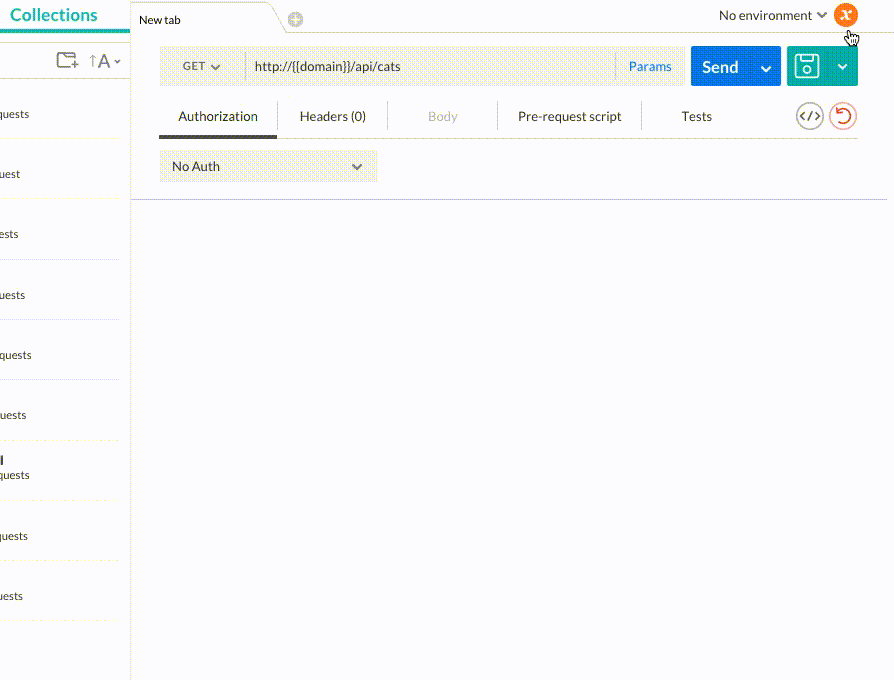 Collections
New tab
No environment
x
↑A
GET
http://{{domain}}/api/cats
Params
Send
Authorization
Headers (0)
Body
Pre-request script
Tests
</>
No Auth
quests
uest
ests
uests
quests
uests
l
quests
quests
uests